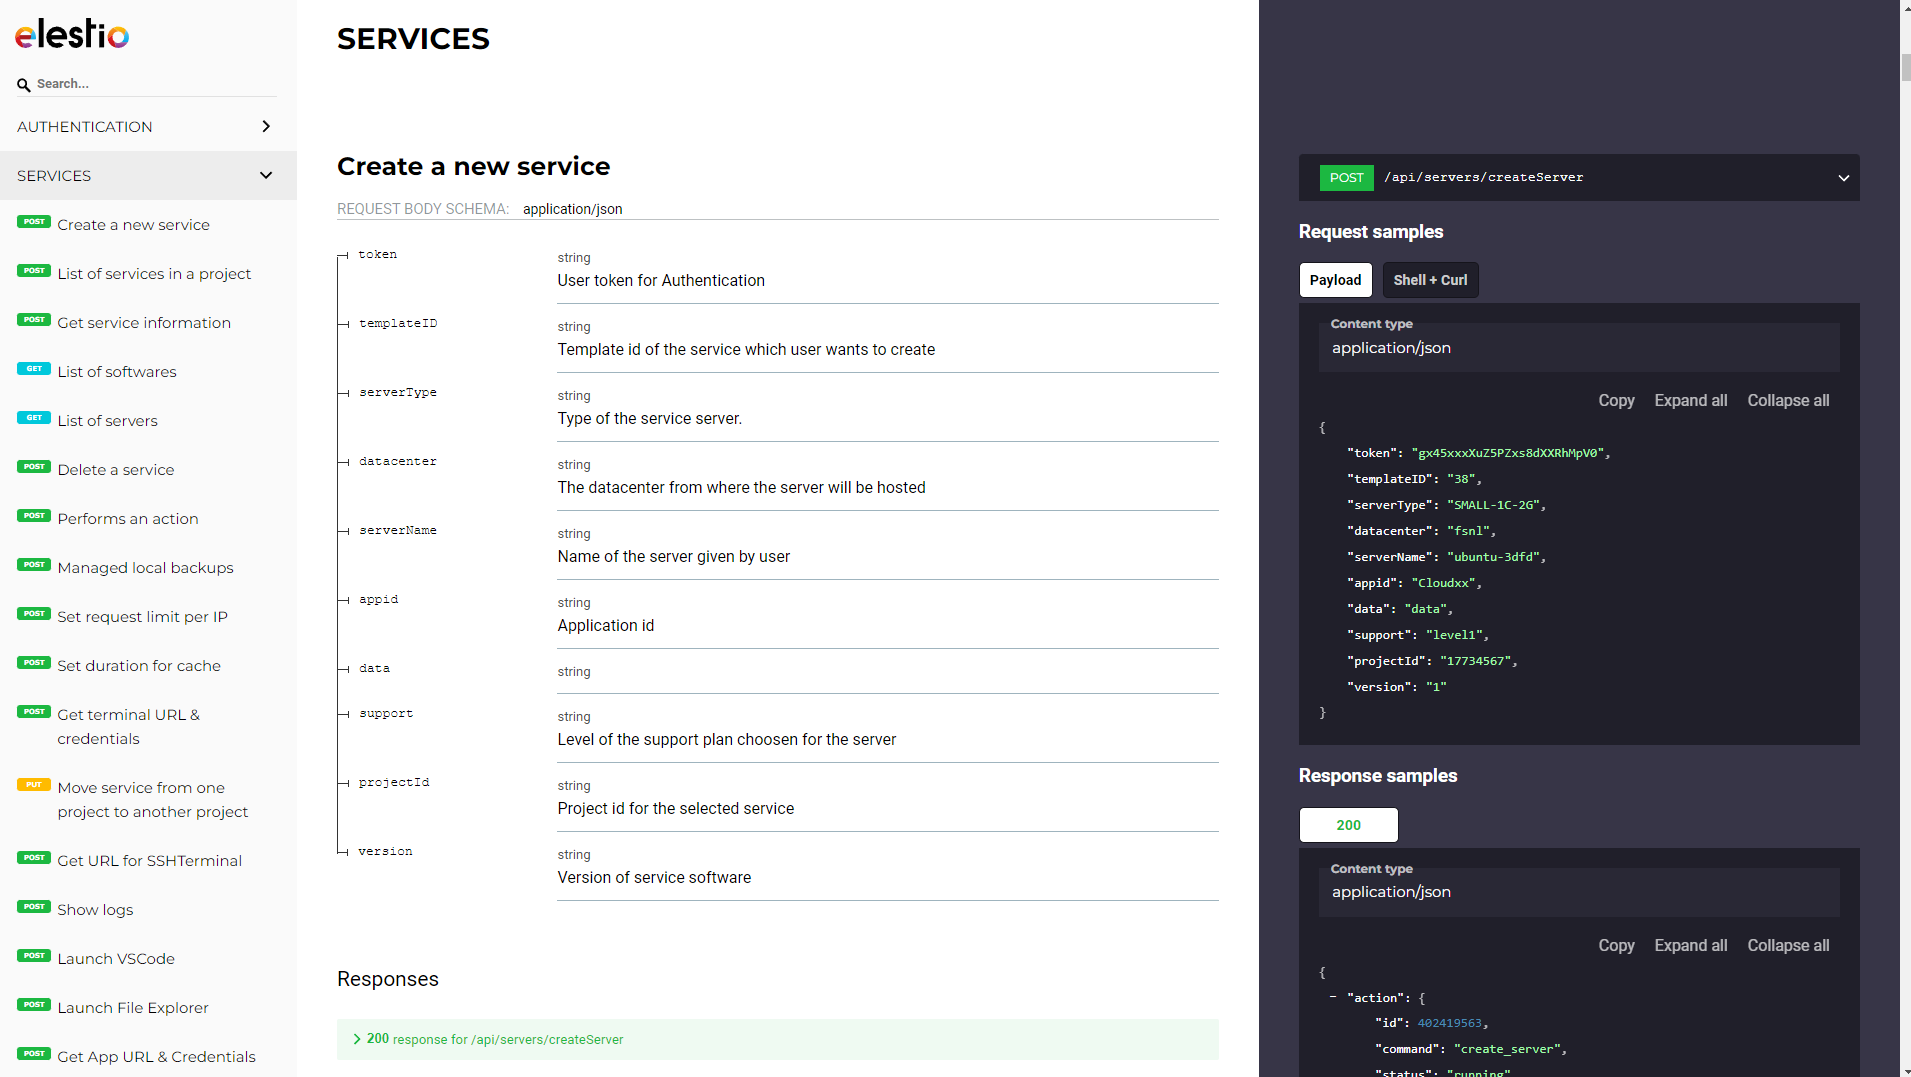 elestio
Search...
AUTHENTICATION
SERVICES
POST Create a new service
POST List of services in a project
POST Get service information
GET List of softwares
GET List of servers
POST Delete a service
POST Performs an action
POST Managed local backups
POST Set request limit per IP
POST Set duration for cache
POST Get terminal URL &
credentials
PUT Move service from one
project to another project
POST Get URL for SSHTerminal
POST Show logs
POST Launch VSCode
POST Launch File Explorer
POST Get App URL & Credentials
SERVICES
Create a new service
REQUEST BODY SCHEMA: application/json
token
string
User token for Authentication
templateID
string
Template id of the service which user wants to create
serverType
string
Type of the service server.
datacenter
string
The datacenter from where the server will be hosted
serverName
string
Name of the server given by user
appid
string
Application id
data
string
support
string
Level of the support plan choosen for the server
projectId
string
Project id for the selected service
version
string
Version of service software
Responses
200 response for /api/servers/createServer
POST /api/servers/createServer
Request samples
Payload Shell + Curl
Content type
application/json
Copy Expand all Collapse all
{
"token": "gx45xxxXuZ5PZxs8dXXRhMpV0",
"templateID": "38",
"serverType": "SMALL-1C-2G",
"datacenter": "fsnl",
"serverName": "ubuntu-3dfd",
"appid": "Cloudxx",
"data": "data",
"support": "level1",
"projectId": "17734567",
"version": "1"
}
Response samples
200
Content type
application/json
Copy Expand all Collapse all
{
- "action": {
"id": 402419563,
"command": "create_server",
"status": "running"